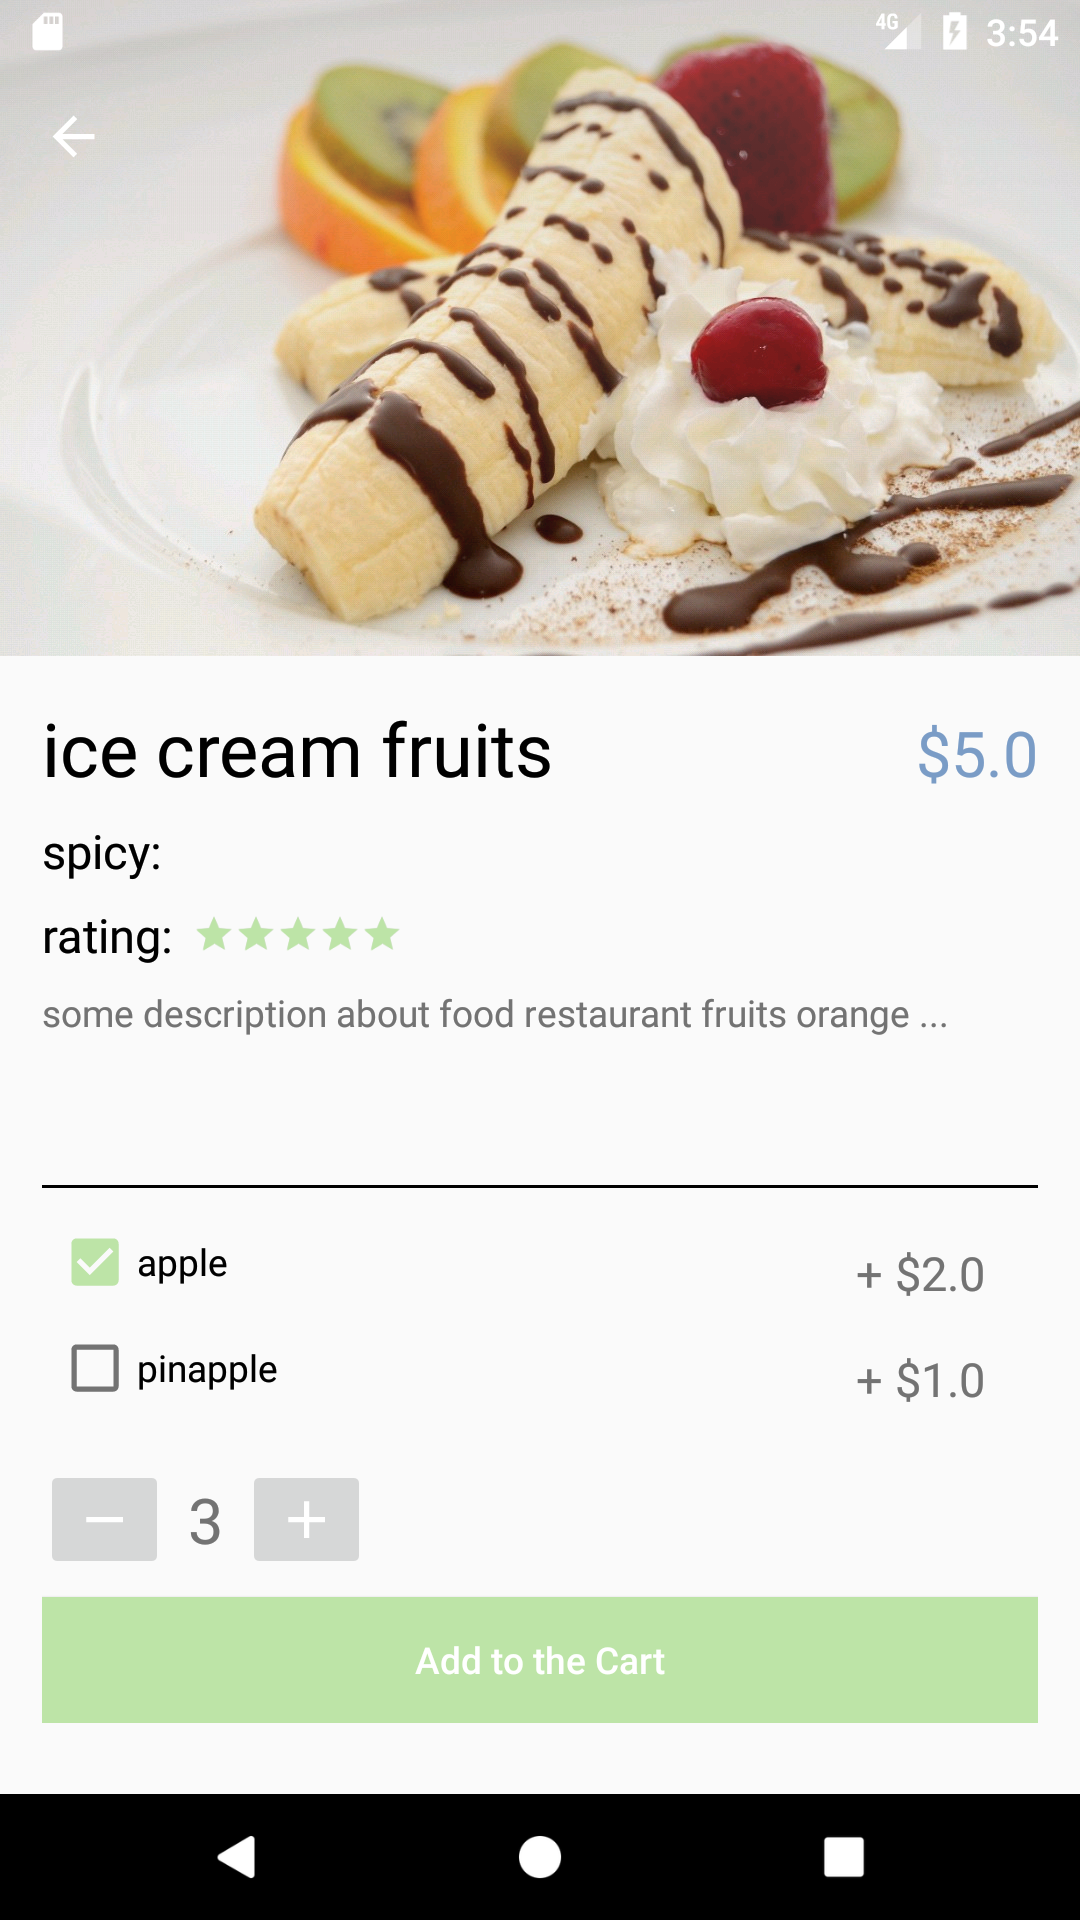 4G 3:54
ice cream fruits $5.0
spicy:
rating:
some description about food restaurant fruits orange ...
apple + $2.0
pinapple + $1.0
3
Add to the Cart